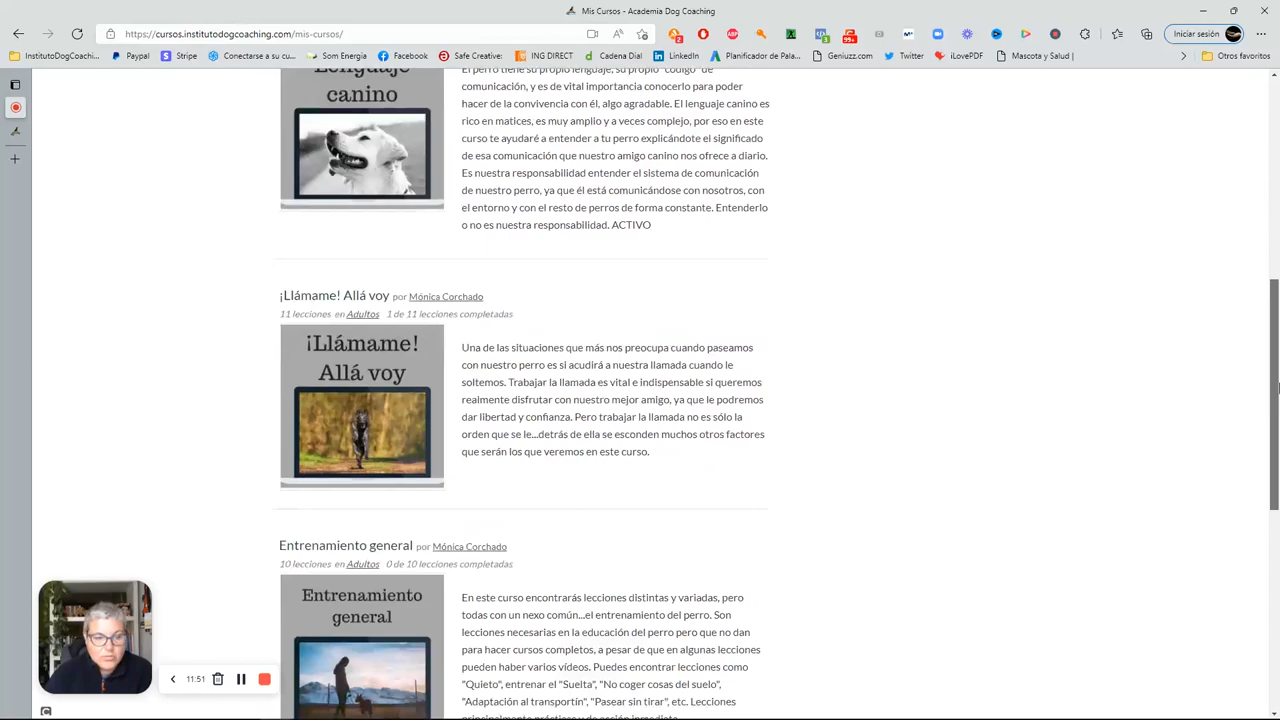 Mis Cursos - Academia Dog Coaching
https://cursos.institutodogcoaching.com/mis-cursos/
Iniciar sesión
InstitutoDogCoachi...
Paypal
Stripe
Conectarse a su cu...
Som Energia
Facebook
Safe Creative:
ING DIRECT
Cadena Dial
LinkedIn
Planificador de Pala...
Geniuzz.com
Twitter
iLovePDF
Mascota y Salud |
Otros favoritos
Lenguaje
canino
El perro tiene su propio lenguaje, su propio "código" de
comunicación, y es de vital importancia conocerlo para poder
hacer de la convivencia con él, algo agradable. El lenguaje canino es
rico en matices, es muy amplio y a veces complejo, por eso en este
curso te ayudaré a entender a tu perro explicándote el significado
de esa comunicación que nuestro amigo canino nos ofrece a diario.
Es nuestra responsabilidad entender el sistema de comunicación
de nuestro perro, ya que él está comunicándose con nosotros, con
el entorno y con el resto de perros de forma constante. Entenderlo
o no es nuestra responsabilidad. ACTIVO
¡Llámame! Allá voy por Mónica Corchado
11 lecciones en Adultos 1 de 11 lecciones completadas
¡Llámame!
Allá voy
Una de las situaciones que más nos preocupa cuando paseamos
con nuestro perro es si acudirá a nuestra llamada cuando le
soltemos. Trabajar la llamada es vital e indispensable si queremos
realmente disfrutar con nuestro mejor amigo, ya que le podremos
dar libertad y confianza. Pero trabajar la llamada no es sólo la
orden que se le...detrás de ella se esconden muchos otros factores
que serán los que veremos en este curso.
Entrenamiento general por Mónica Corchado
10 lecciones en Adultos 0 de 10 lecciones completadas
Entrenamiento
general
En este curso encontrarás lecciones distintas y variadas, pero
todas con un nexo común...el entrenamiento del perro. Son
lecciones necesarias en la educación del perro pero que no dan
para hacer cursos completos, a pesar de que en algunas lecciones
pueden haber varios vídeos. Puedes encontrar lecciones como
"Quieto", entrenar el "Suelta", "No coger cosas del suelo",
"Adaptación al transportín", "Pasear sin tirar", etc. Lecciones
principalmente prácticas y de acción inmediata
11:51